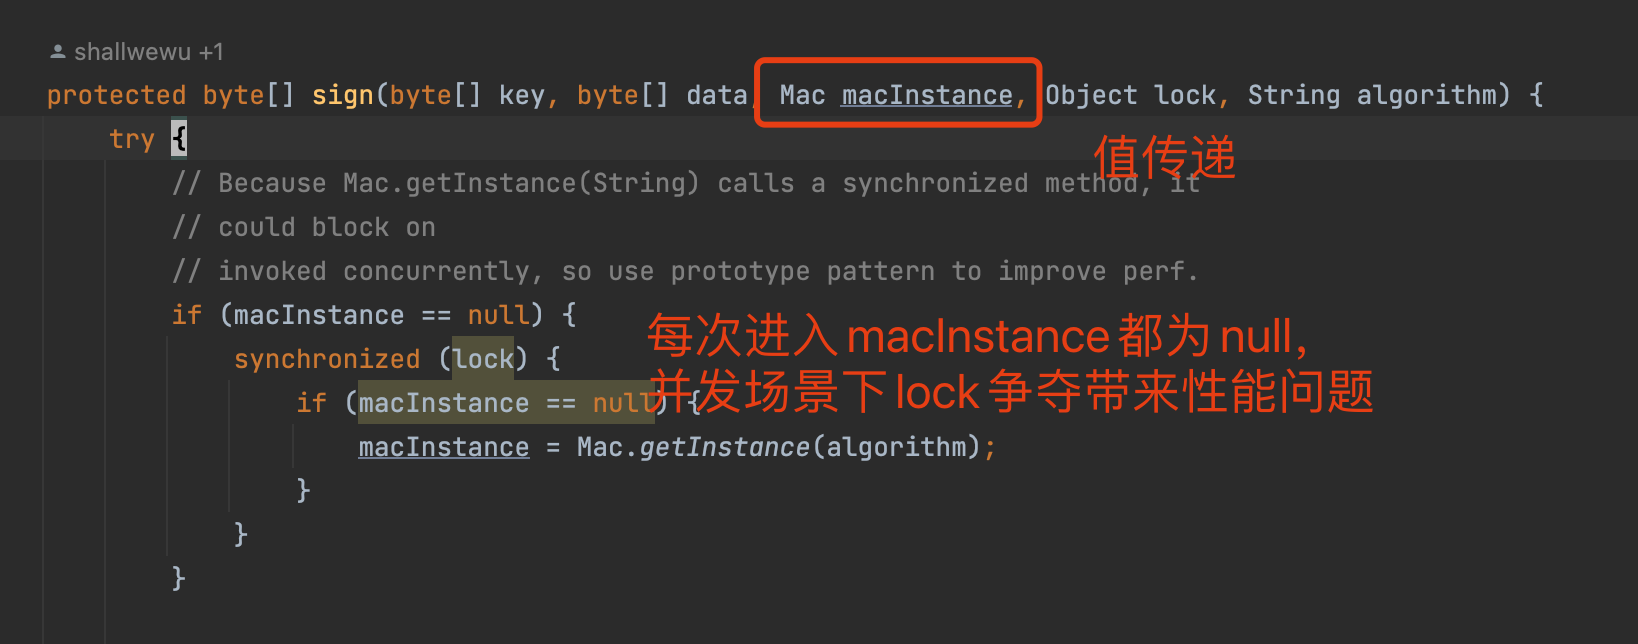 shallwewu +1
protected byte[] sign(byte[] key, byte[] data, Mac macInstance, Object lock, String algorithm) {
try {
值传递
// Because Mac.getInstance(String) calls a synchronized method, it
// could block on
// invoked concurrently, so use prototype pattern to improve perf.
if (macInstance == null) {
每次进入macInstance都为null，
synchronized (lock) {
并发场景下lock争夺带来性能问题
if (macInstance == null) {
macInstance = Mac.getInstance(algorithm);
}
}
}